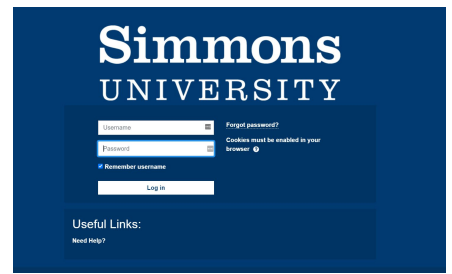 Simmons
UNIVERSITY
Username
Forgot password?
Password
Cookies must be enabled in your
browser
Remember username
Log in
Useful Links:
Need Help?